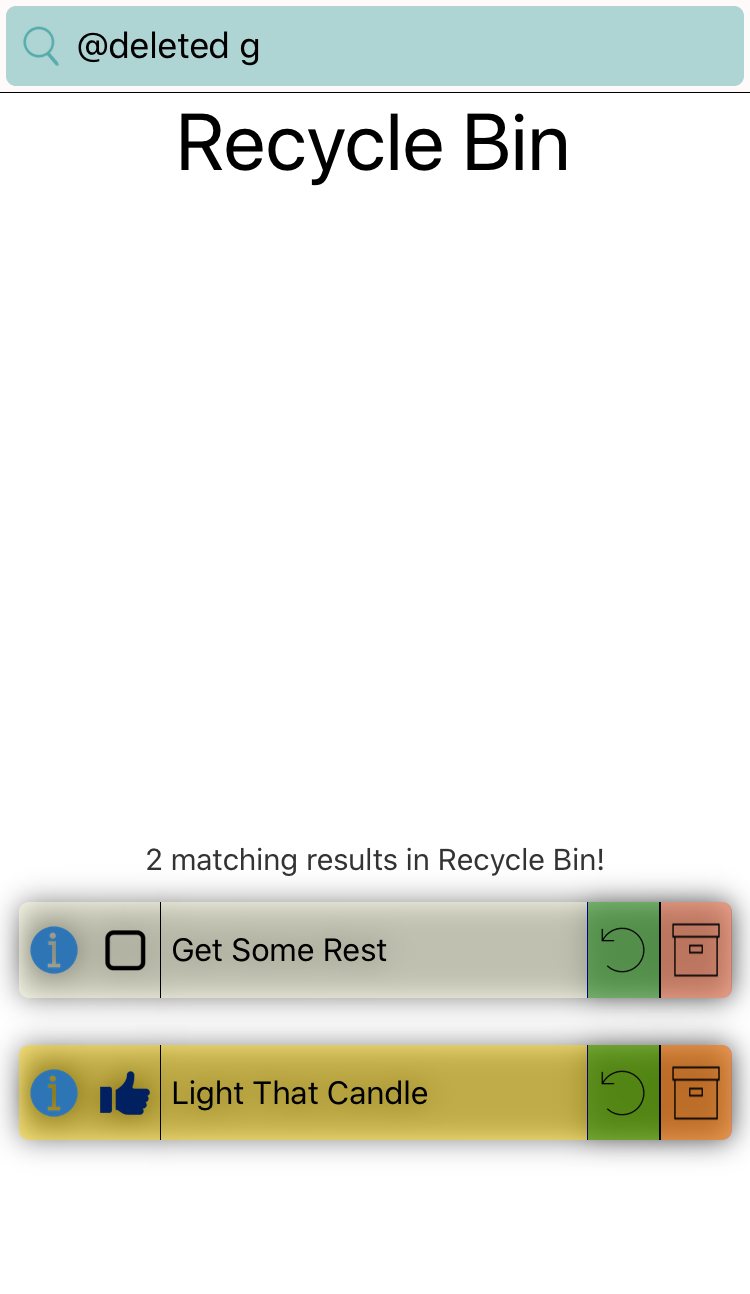 @deleted g
Recycle Bin
2 matching results in Recycle Bin!
Get Some Rest
Light That Candle